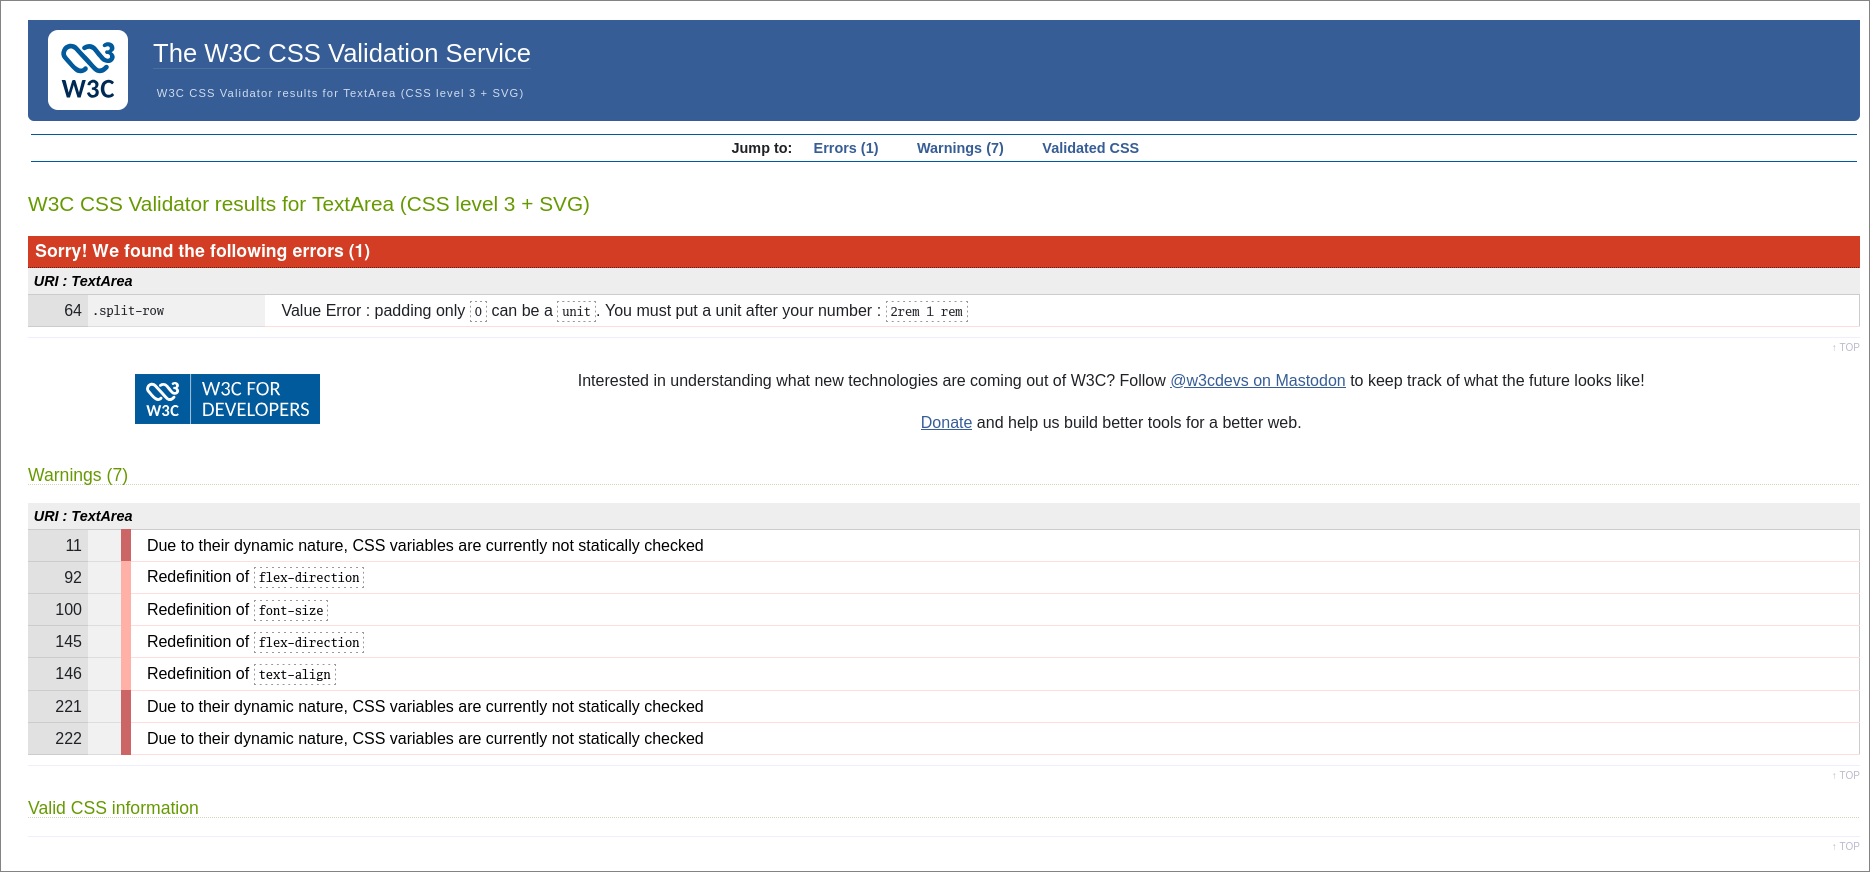 W3C
The W3C CSS Validation Service
W3C CSS Validator results for TextArea (CSS level 3 + SVG)
Jump to: Errors (1) Warnings (7) Validated CSS
W3C CSS Validator results for TextArea (CSS level 3 + SVG)
Sorry! We found the following errors (1)
URI : TextArea
64 .split-row Value Error : padding only 0 can be a unit. You must put a unit after your number : 2rem 1 rem
↑ TOP
W3C W3C FOR
DEVELOPERS
Interested in understanding what new technologies are coming out of W3C? Follow @w3cdevs on Mastodon to keep track of what the future looks like!
Donate and help us build better tools for a better web.
Warnings (7)
URI : TextArea
11 Due to their dynamic nature, CSS variables are currently not statically checked
92 Redefinition of flex-direction
100 Redefinition of font-size
145 Redefinition of flex-direction
146 Redefinition of text-align
221 Due to their dynamic nature, CSS variables are currently not statically checked
222 Due to their dynamic nature, CSS variables are currently not statically checked
↑ TOP
Valid CSS information
↑ TOP